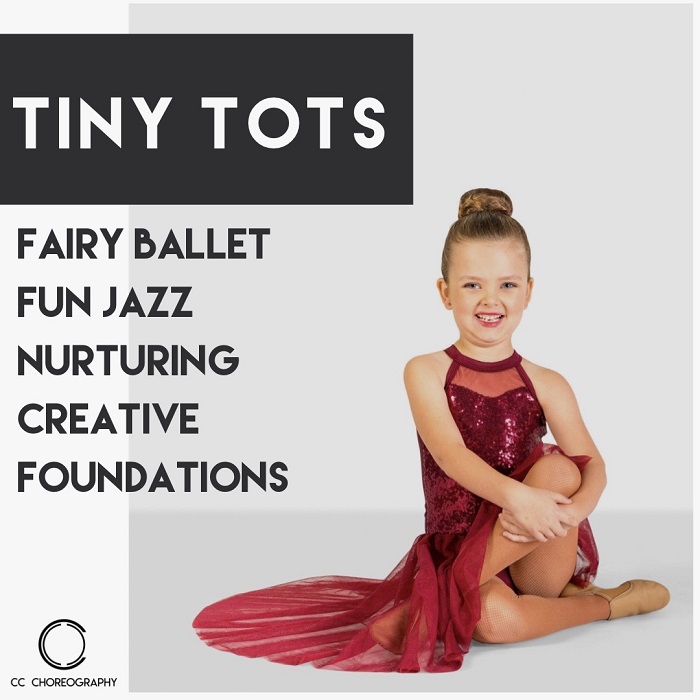 TINY TOTS
FAIRY BALLET
FUN JAZZ
NURTURING
CREATIVE
FOUNDATIONS
CC CHOREOGRAPHY